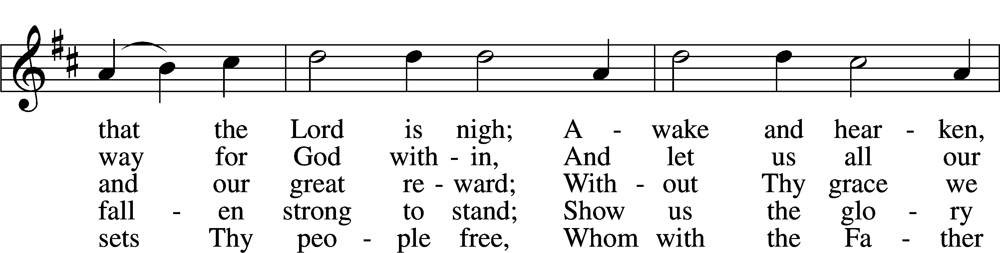 that the Lord is nigh; A - wake and hear - ken,
way for God with - in, And let us all our
and our great re - ward; With - out Thy grace we
fall - en strong to stand; Show us the glo - ry
sets Thy peo - ple free, Whom with the Fa - ther